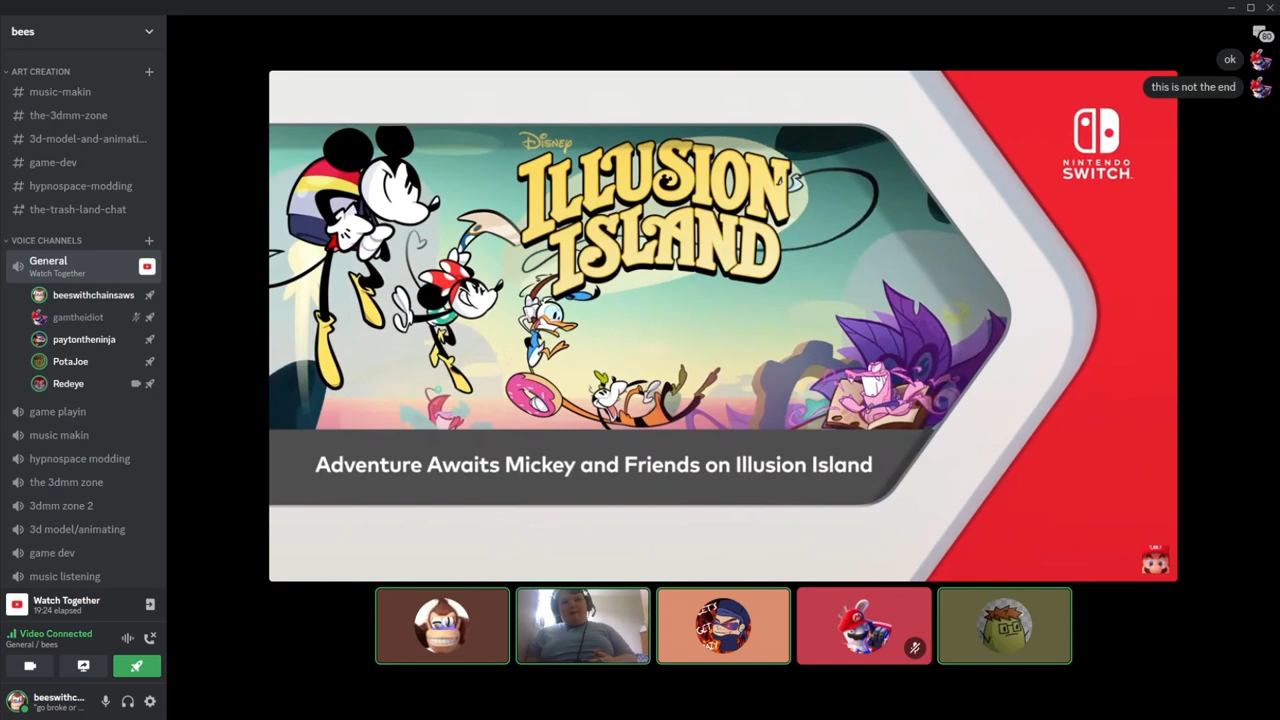 bees
ART CREATION
music-makin
the-3dmm-zone
3d-model-and-animati...
game-dev
hypnospace-modding
the-trash-land-chat
VOICE CHANNELS
General
Watch Together
beeswithchainsaws
gamtheidiot
paytontheninja
PotaJoe
Redeye
game playin
music makin
hypnospace modding
the 3dmm zone
3dmm zone 2
3d model/animating
game dev
music listening
Watch Together
19:24 elapsed
Video Connected
General / bees
beeswithc...
"go broke or ...
80
ok
this is not the end
NINTENDO
SWITCH
Disney
ILLUSION
ISLAND
Adventure Awaits Mickey and Friends on Illusion Island
LETS
GET